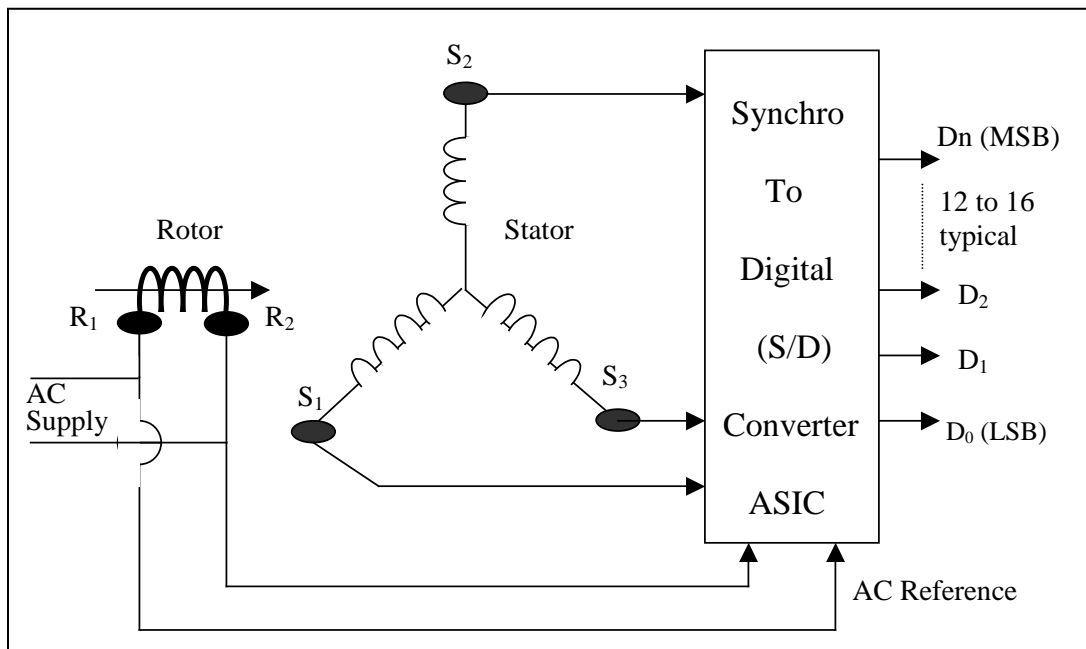 S₂
Synchro
To
Digital
(S/D)
Converter
ASIC
Dn (MSB)
12 to 16
typical
D₂
D₁
D₀ (LSB)
Rotor
Stator
R₁
R₂
AC
Supply
S₁
S₃
AC Reference